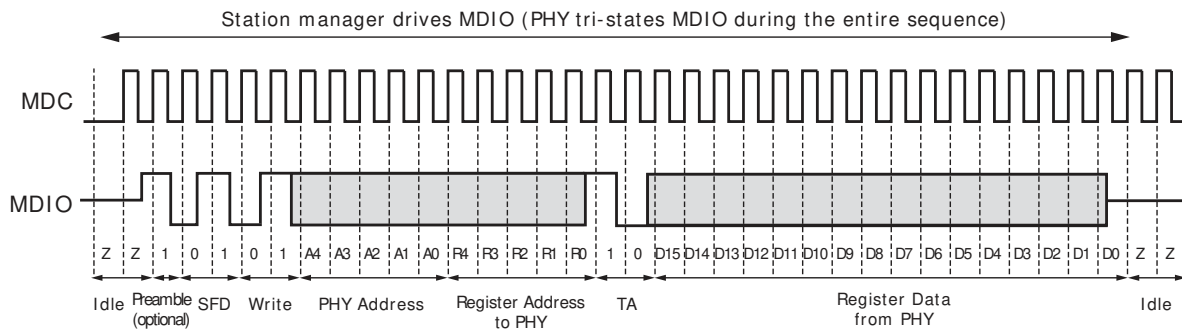 Station manager drives MDIO (PHY tri-states MDIO during the entire sequence)
MDC
MDIO
Z Z 1 0 1 0 1 A4 A3 A2 A1 A0 R4 R3 R2 R1 R0 1 0 D15 D14 D13 D12 D11 D10 D9 D8 D7 D6 D5 D4 D3 D2 D1 D0 Z Z
Idle Preamble SFD Write PHY Address Register Address TA Register Data Idle
(optional) to PHY from PHY